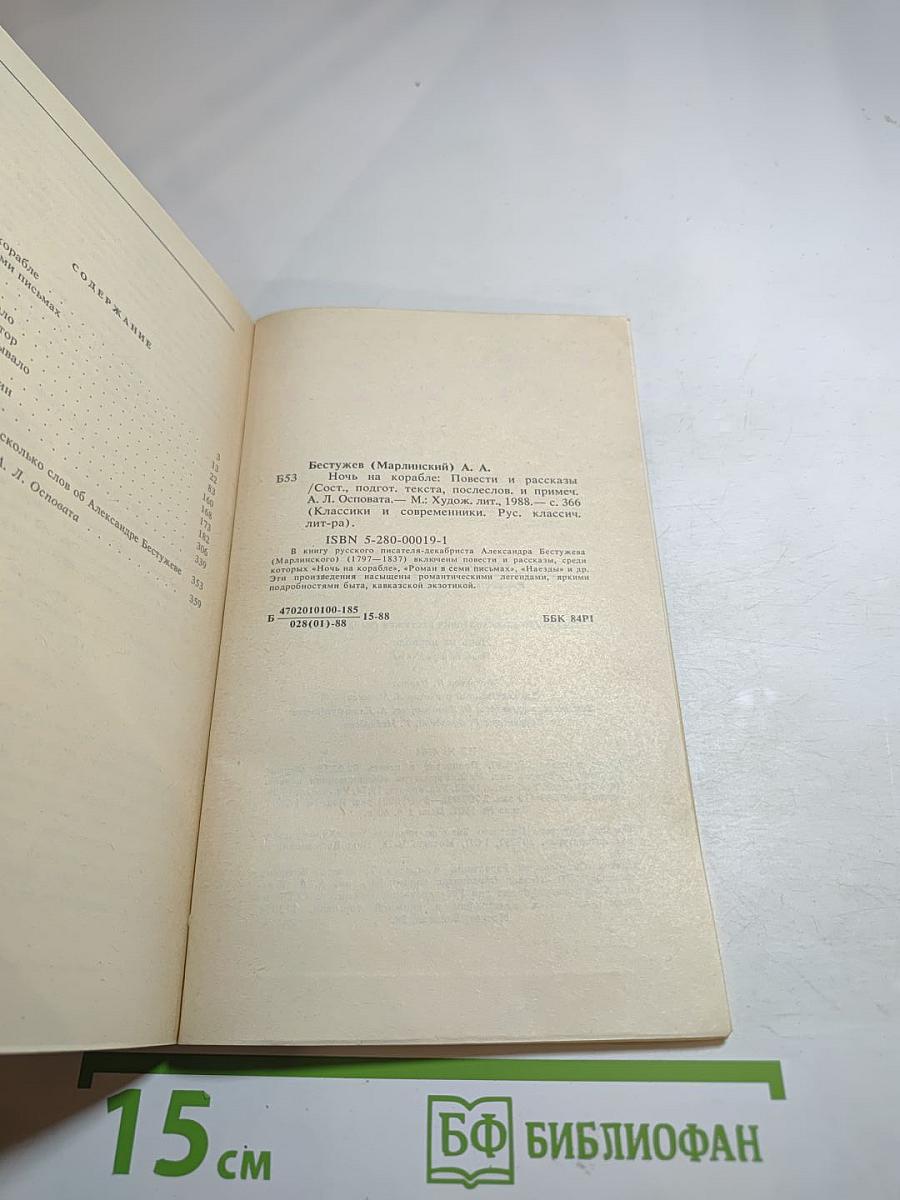 СОДЕРЖАНИЕ
корабле
ми письмах
3
13
22
83
160
168
173
182
306
339
сколько слов об Александре Бестужеве 353
Л. Осповата 359
Бестужев (Марлинский) А. А.
Б53 Ночь на корабле: Повести и рассказы
/Сост., подгот. текста, послеслов. и примеч.
А. Л. Осповата.— М.: Худож. лит., 1988.— с. 366
(Классики и современники. Рус. классич.
лит-ра).
ISBN 5-280-00019-1
В книгу русского писателя-декабриста Александра Бестужева
(Марлинского) (1797—1837) включены повести и рассказы, среди
которых «Ночь на корабле», «Роман в семи письмах», «Наезды» и др.
Эти произведения насыщены романтическими легендами, яркими
подробностями быта, кавказской экзотикой.
4702010100-185
Б 15-88 ББК 84Р1
028(01)-88
15 см
БФ БИБЛИОФАН